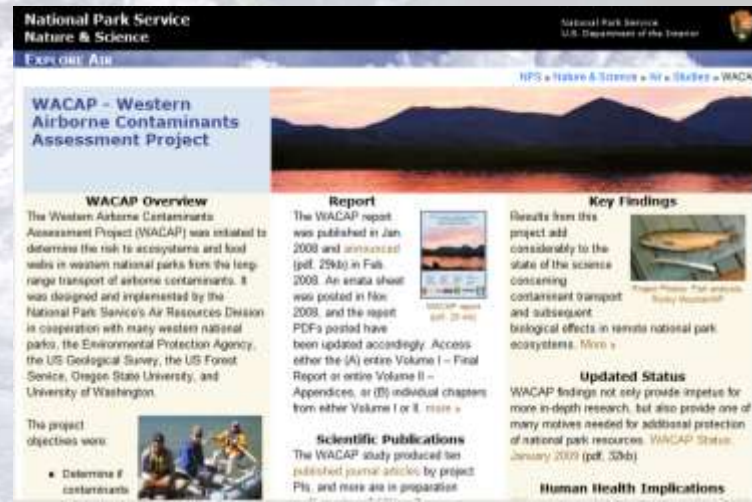 National Park Service
Nature & Science
National Park Service
U.S. Department of the Interior
EXPLORE AIR
NPS » Nature & Science » Air » Studies » WACA
WACAP - Western
Airborne Contaminants
Assessment Project
WACAP Overview
The Western Airborne Contaminants
Assessment Project (WACAP) was initiated to
determine the risk to ecosystems and food
webs in western national parks from the long-
range transport of airborne contaminants. It
was designed and implemented by the
National Park Service's Air Resources Division
in cooperation with many western national
parks, the Environmental Protection Agency,
the US Geological Survey, the US Forest
Service, Oregon State University, and
University of Washington.
The project
objectives were:
Determine if
contaminants
Report
The WACAP report
was published in Jan.
2008 and announced
(pdf, 29kb) in Feb.
2008. An errata sheet
was posted in Nov.
2008, and the report
PDFs posted have
been updated accordingly. Access
either the (A) entire Volume I – Final
Report or entire Volume II –
Appendices, or (B) individual chapters
from either Volume I or II. more »
WACAP report
Scientific Publications
The WACAP study produced ten
published journal articles by project
PIs, and more are in preparation
Key Findings
Results from this
project add
considerably to the
state of the science
concerning
contaminant transport
and subsequent
biological effects in remote national park
ecosystems. More »
Fish analysis
Updated Status
WACAP findings not only provide impetus for
more in-depth research, but also provide one of
many motives needed for additional protection
of national park resources. WACAP Status
January 2009 (pdf, 32kb)
Human Health Implications